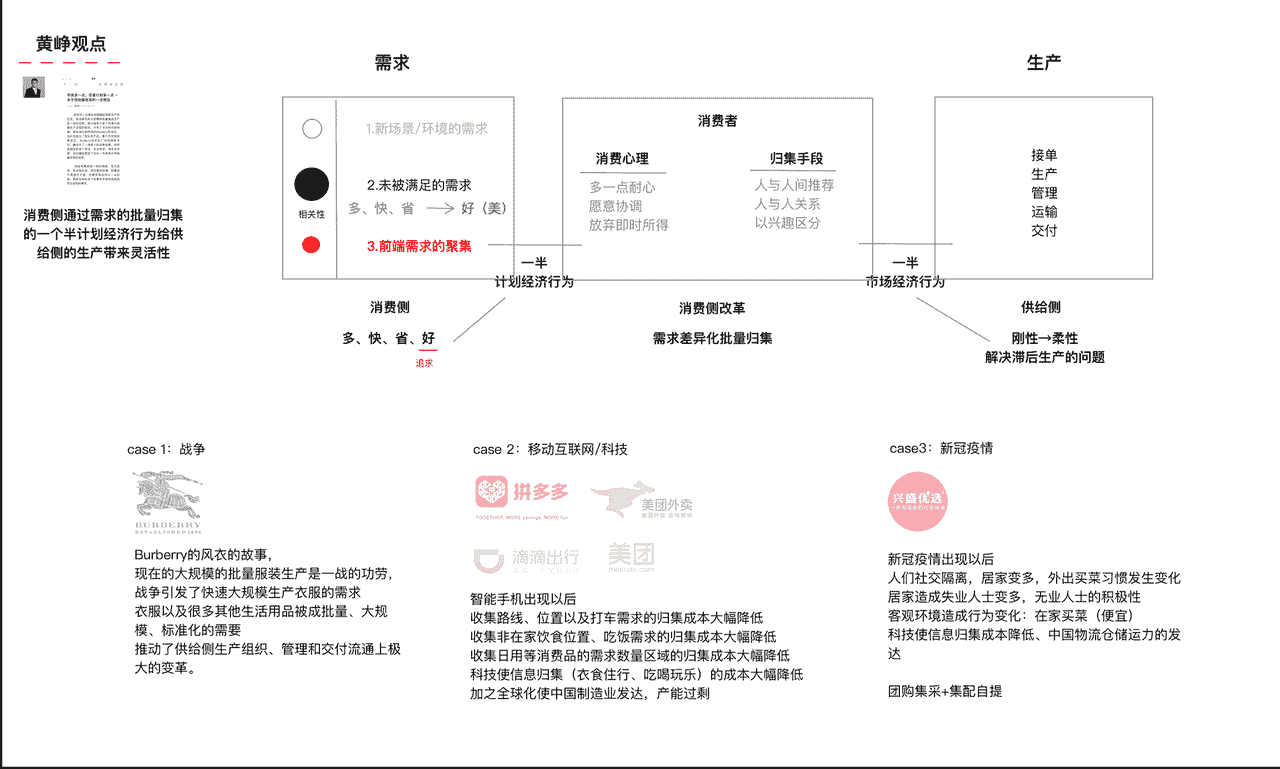 黄峥观点
消费侧通过需求的批量归集
的一个半计划经济行为给供
给侧的生产带来灵活性
需求
1.新场景/环境的需求
2.未被满足的需求
多、快、省 → 好（美）
相关性
3.前端需求的聚集
一半
计划经济行为
消费侧
多、快、省、好
追求
消费者
消费心理
多一点耐心
愿意协调
放弃即时所得
归集手段
人与人间推荐
人与人关系
以兴趣区分
消费侧改革
需求差异化批量归集
一半
市场经济行为
生产
接单
生产
管理
运输
交付
供给侧
刚性→柔性
解决滞后生产的问题
case 1：战争
BURBERRY
ESTABLISHED 1856
Burberry的风衣的故事，
现在的大规模的批量服装生产是一战的功劳，
战争引发了快速大规模生产衣服的需求
衣服以及很多其他生活用品被成批量、大规
模、标准化的需要
推动了供给侧生产组织、管理和交付流通上极
大的变革。
case 2：移动互联网/科技
拼多多
TOGETHER, MORE savings, MORE fun
美团外卖
滴滴出行
美团
meituan.com
智能手机出现以后
收集路线、位置以及打车需求的归集成本大幅降低
收集非在家饮食位置、吃饭需求的归集成本大幅降低
收集日用等消费品的需求数量区域的归集成本大幅降低
科技使信息归集（衣食住行、吃喝玩乐）的成本大幅降低
加之全球化使中国制造业发达，产能过剩
case3：新冠疫情
兴盛优选
新冠疫情出现以后
人们社交隔离，居家变多，外出买菜习惯发生变化
居家造成失业人士变多，无业人士的积极性
客观环境造成行为变化：在家买菜（便宜）
科技使信息归集成本降低、中国物流仓储运力的发
达
团购集采+集配自提